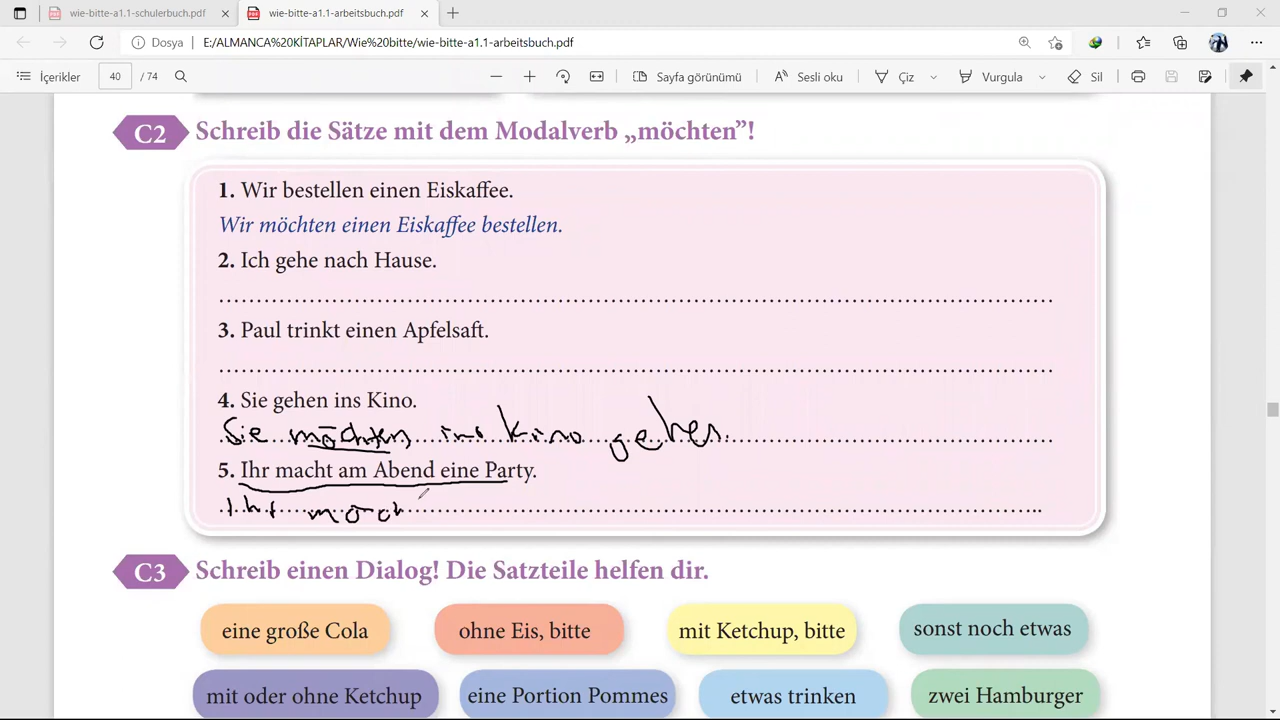 wie-bitte-a1.1-schulerbuch.pdf
wie-bitte-a1.1-arbeitsbuch.pdf
Dosya
E:/ALMANCA%20KİTAPLAR/Wie%20bitte/wie-bitte-a1.1-arbeitsbuch.pdf
İçerikler
40
/ 74
Sayfa görünümü
Sesli oku
Çiz
Vurgula
Sil
C2 Schreib die Sätze mit dem Modalverb „möchten”!
1. Wir bestellen einen Eiskaffee.
Wir möchten einen Eiskaffee bestellen.
2. Ich gehe nach Hause.
3. Paul trinkt einen Apfelsaft.
4. Sie gehen ins Kino.
Sie möchten ins kino gehen
5. Ihr macht am Abend eine Party.
Ihr möch
C3 Schreib einen Dialog! Die Satzteile helfen dir.
eine große Cola
ohne Eis, bitte
mit Ketchup, bitte
sonst noch etwas
mit oder ohne Ketchup
eine Portion Pommes
etwas trinken
zwei Hamburger